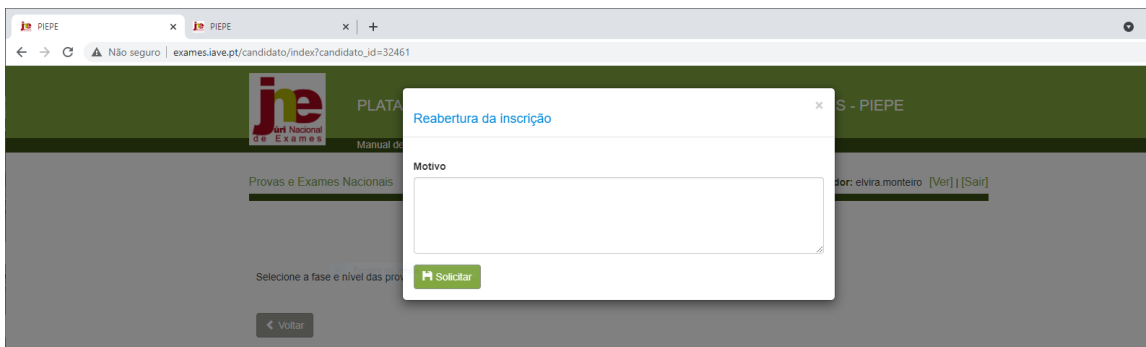 PIEPE
PIEPE
Não seguro | exames.iave.pt/candidato/index?candidato_id=32461
jne
Júri Nacional
de Exames
PLATA
S - PIEPE
Manual de
Reabertura da inscrição
×
Motivo
Provas e Exames Nacionais
dor: elvira.monteiro [Ver] | [Sair]
Selecione a fase e nível das prov
Solicitar
Voltar